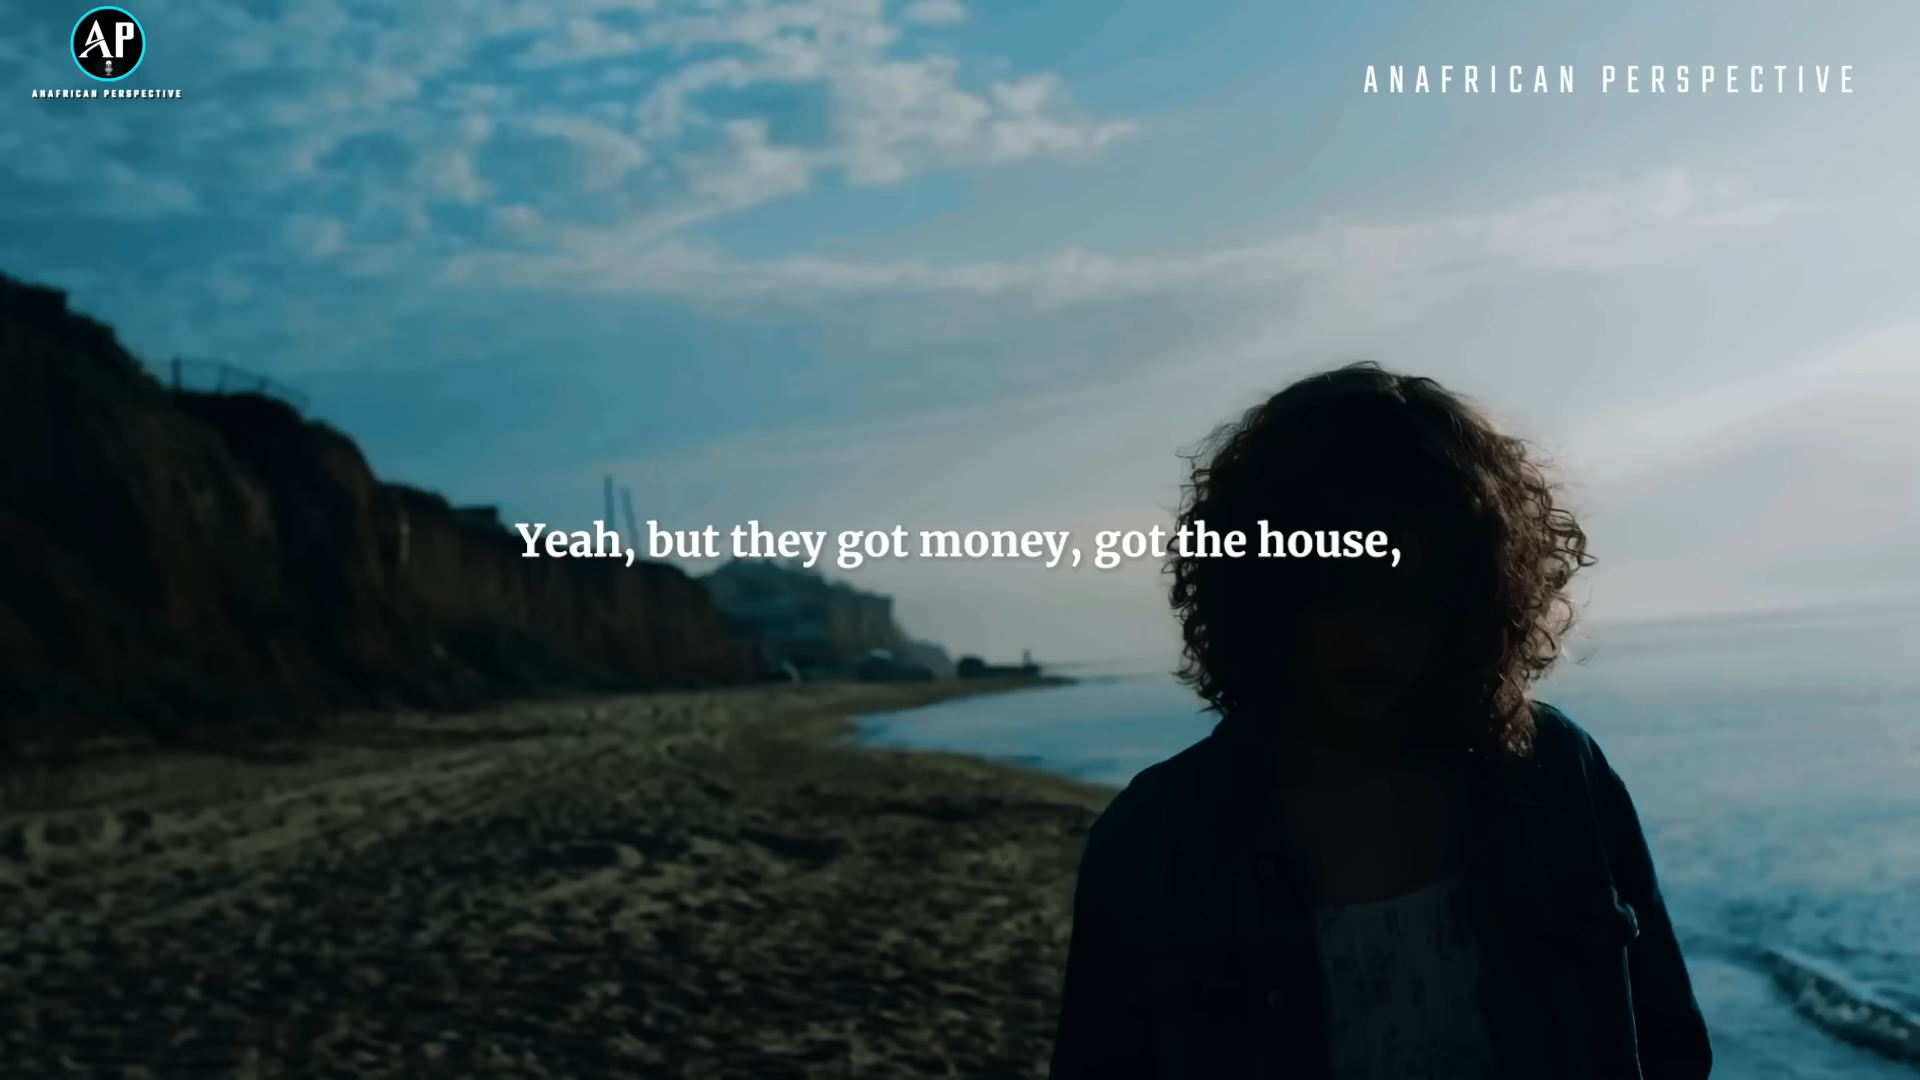 AP
ANAFRICAN PERSPECTIVE
ANAFRICAN PERSPECTIVE
Yeah, but they got money, got the house,